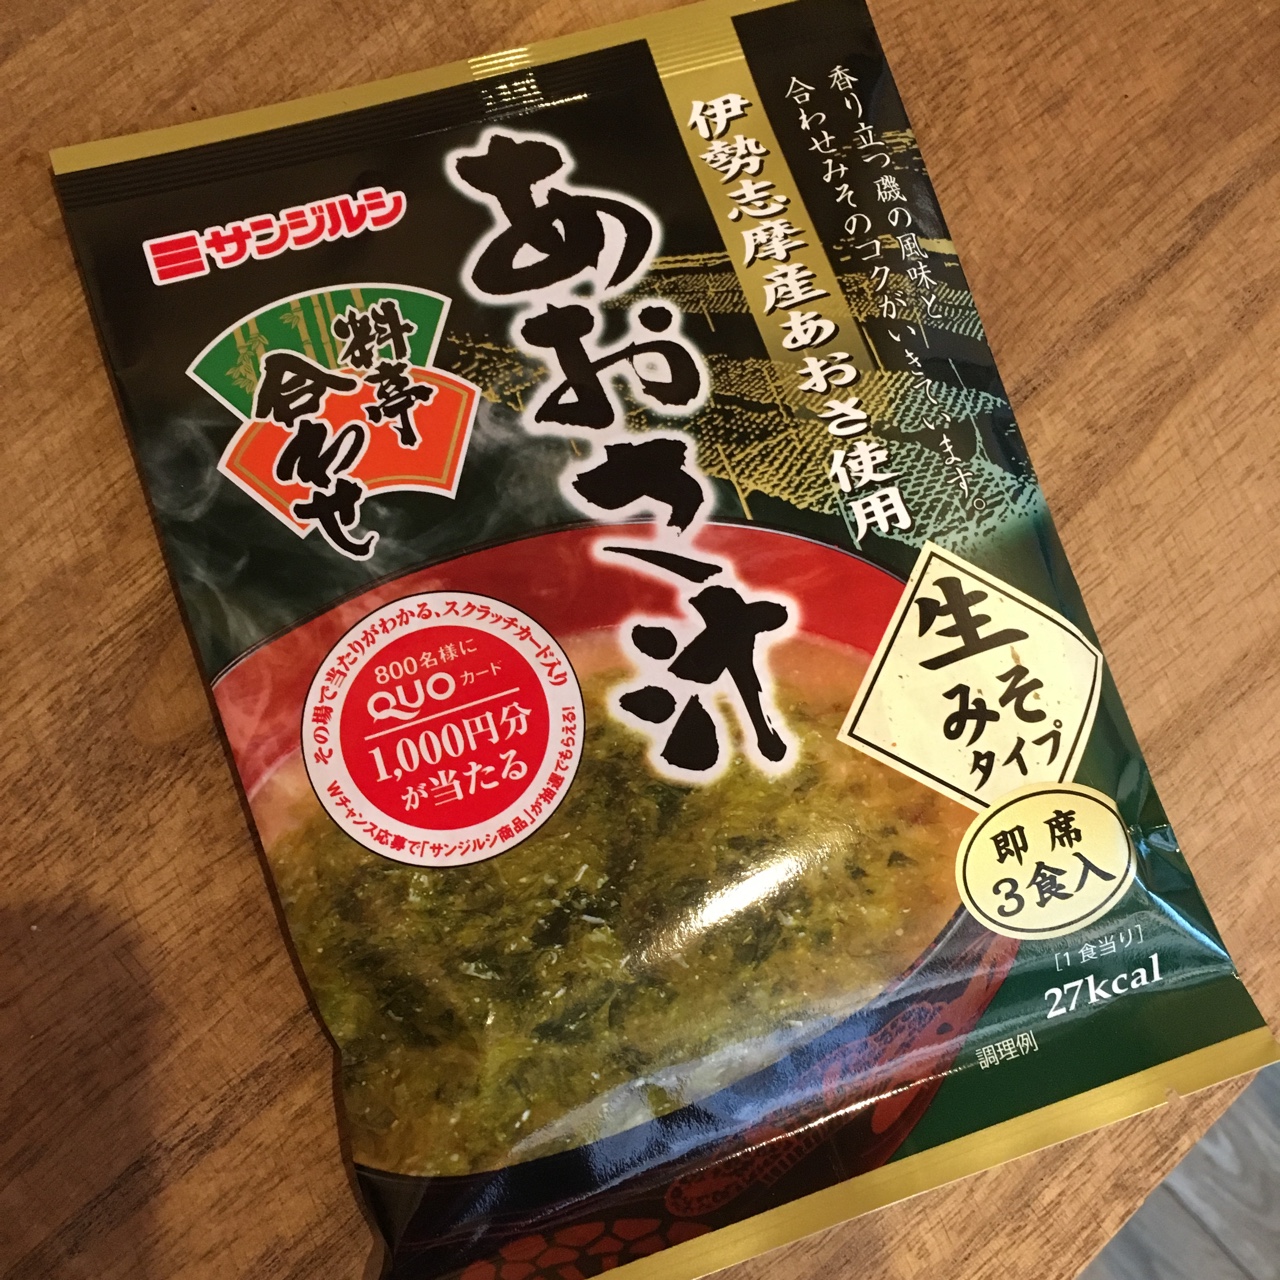 香り立つ磯の風味と
合わせみそのコクがいきています。
伊勢志摩産あおさ使用
サンジルシ
料亭
合わせ
あおさ汁
その場で当たりがわかる、スクラッチカード入り
800名様に
QUOカード
1,000円分
が当たる
Wチャンス応募で「サンジルシ商品」が抽選でもらえる!
生
みそ
タイプ
即席
3食入
[1食当り]
27kcal
調理例